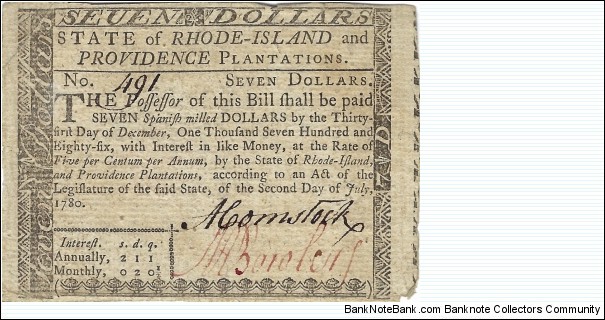 SEVEN DOLLARS
STATE of RHODE-ISLAND and
PROVIDENCE PLANTATIONS.
No. 491 SEVEN DOLLARS.
THE Poſſeſſor of this Bill ſhall be paid
SEVEN Spaniſh milled DOLLARS by the Thirty-
firſt Day of December, One Thouſand Seven Hundred and
Eighty-ſix, with Intereſt in like Money, at the Rate of
Five per Centum per Annum, by the State of Rhode-Iſland,
and Providence Plantations, according to an Act of the
Legiſlature of the ſaid State, of the Second Day of July,
1780.
AComstock
Intereſt. s. d. q.
Annually, 2 1 1
Monthly, 0 2 0
BankNoteBank.com - Bankote Collectors Community